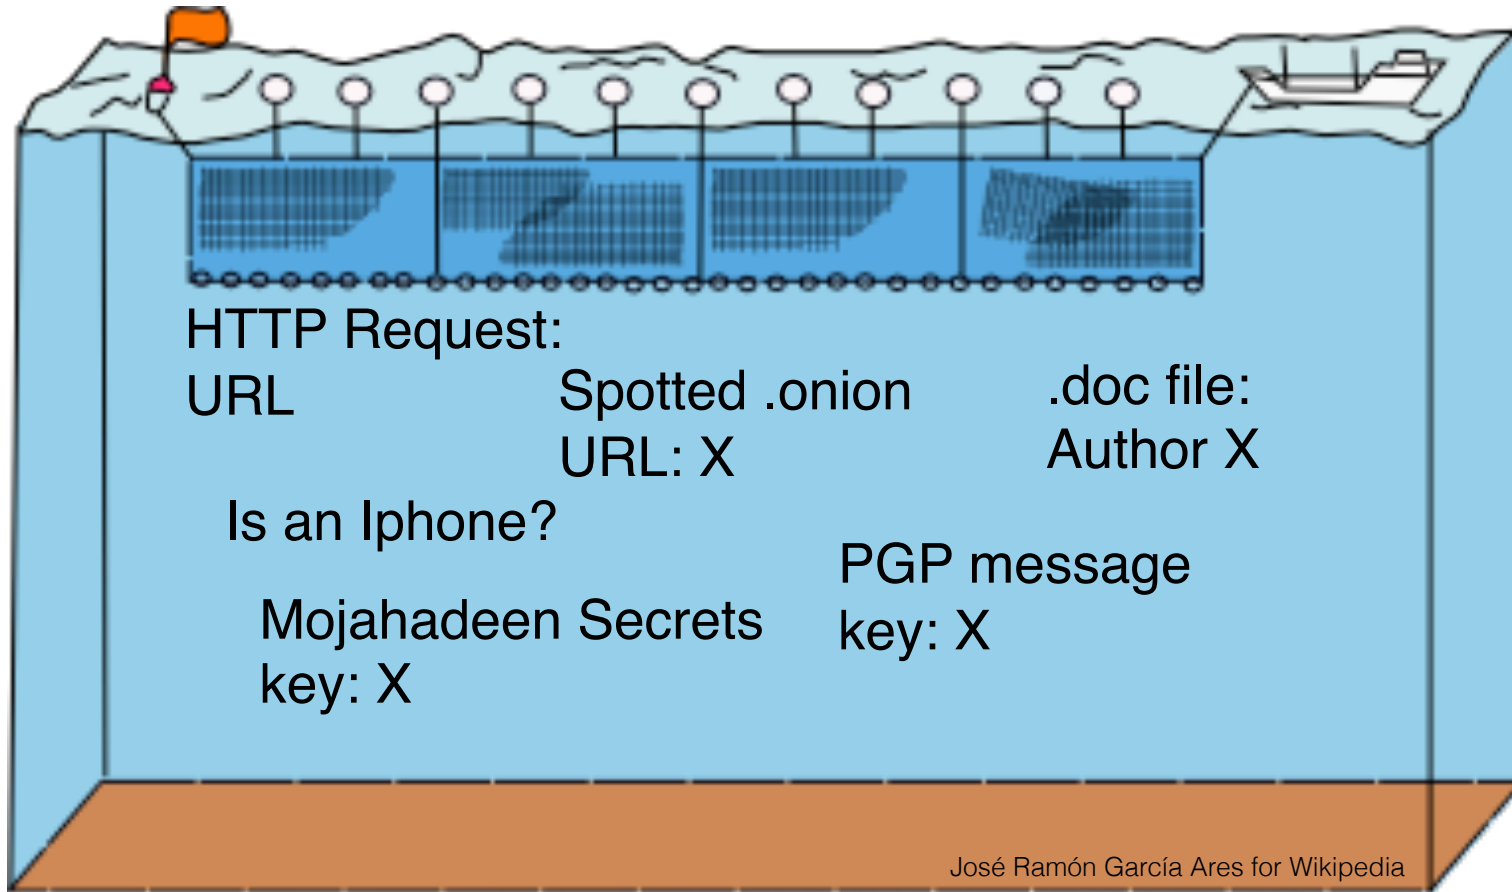 HTTP Request:
URL
Spotted .onion
URL: X
.doc file:
Author X
Is an Iphone?
PGP message
key: X
Mojahadeen Secrets
key: X
José Ramón García Ares for Wikipedia